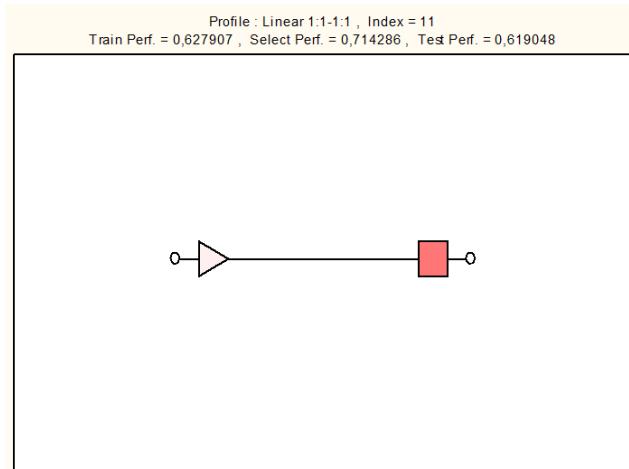 Profile : Linear 1:1-1:1 , Index = 11
Train Perf. = 0,627907 , Select Perf. = 0,714286 , Test Perf. = 0,619048